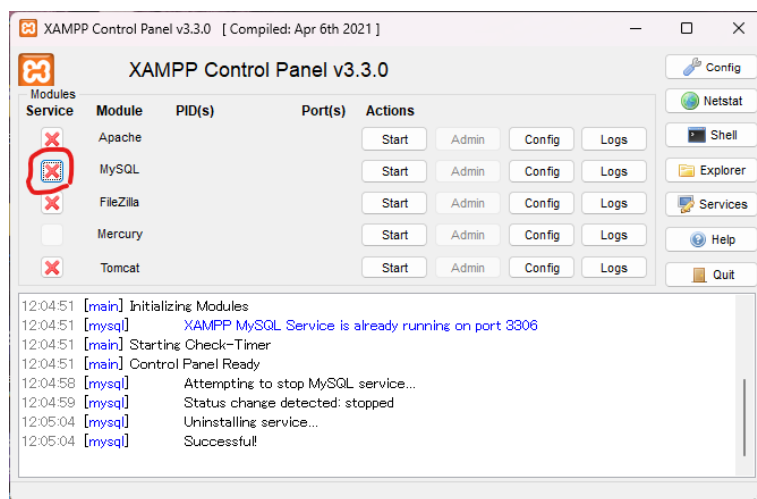 XAMPP Control Panel v3.3.0 [ Compiled: Apr 6th 2021 ]
XAMPP Control Panel v3.3.0
Config
Modules
Service Module PID(s) Port(s) Actions
Netstat
Apache Start Admin Config Logs
Shell
MySQL Start Admin Config Logs
Explorer
FileZilla Start Admin Config Logs
Services
Mercury Start Admin Config Logs
Help
Tomcat Start Admin Config Logs
Quit
12:04:51 [main] Initializing Modules
12:04:51 [mysql] XAMPP MySQL Service is already running on port 3306
12:04:51 [main] Starting Check-Timer
12:04:51 [main] Control Panel Ready
12:04:58 [mysql] Attempting to stop MySQL service...
12:04:59 [mysql] Status change detected: stopped
12:05:04 [mysql] Uninstalling service...
12:05:04 [mysql] Successful!